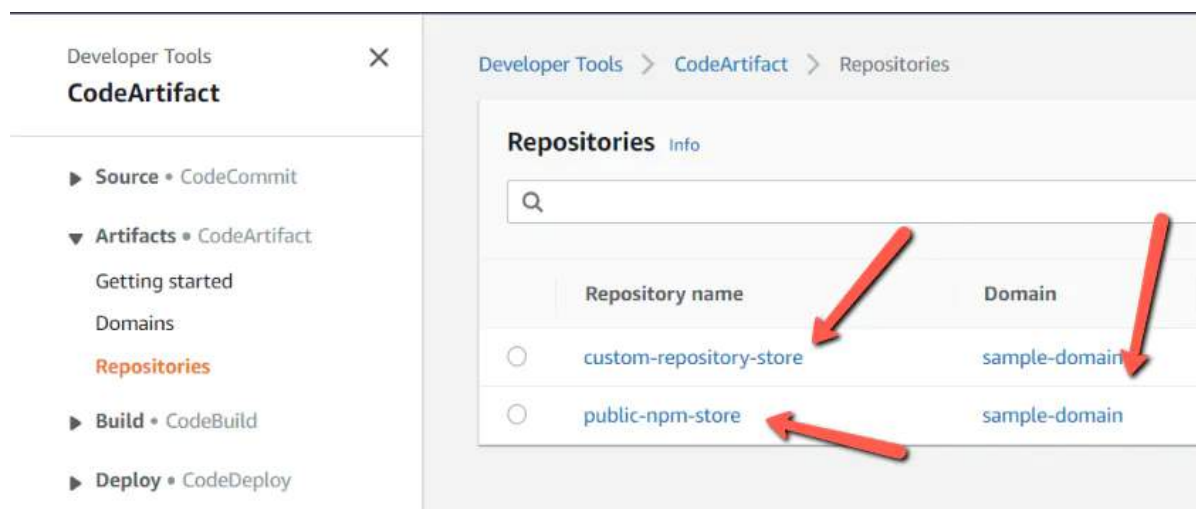 Developer Tools
CodeArtifact
Source • CodeCommit
Artifacts • CodeArtifact
Getting started
Domains
Repositories
Build • CodeBuild
Deploy • CodeDeploy
Developer Tools > CodeArtifact > Repositories
Repositories Info
Repository name Domain
custom-repository-store sample-domain
public-npm-store sample-domain